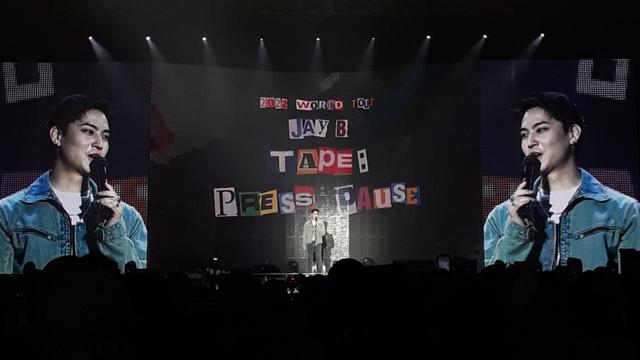 2022 WORLD TOUR
JAY B
TAPE:
PRESS PAUSE